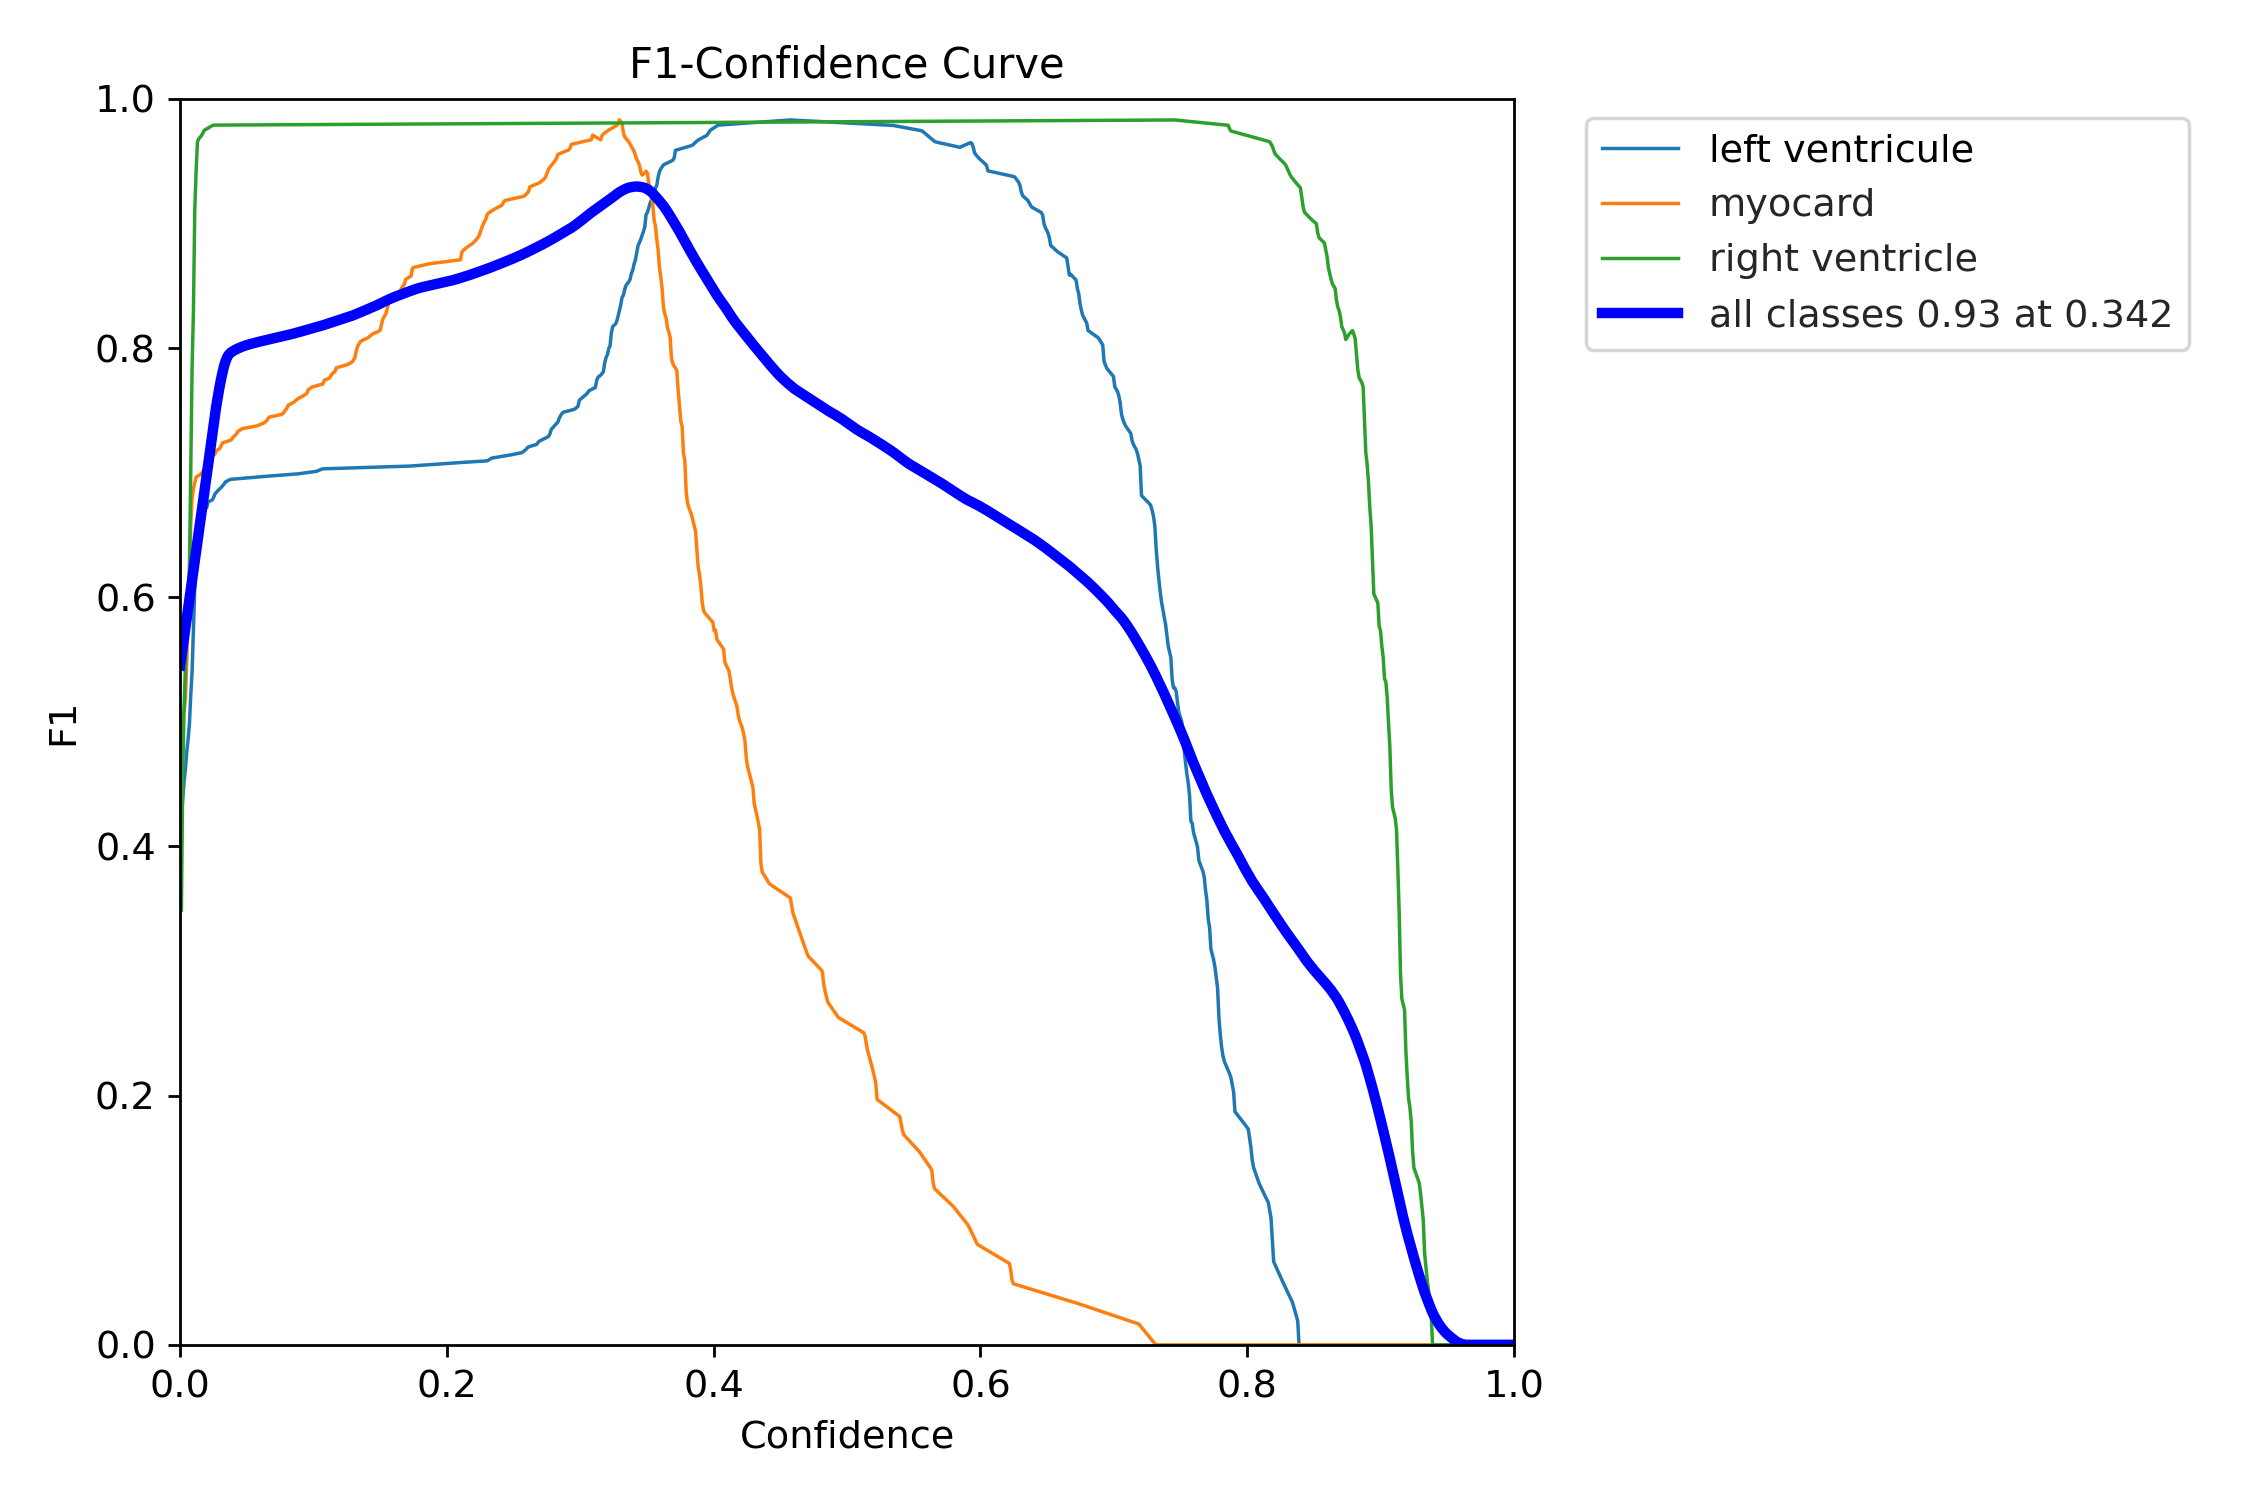 F1-Confidence Curve
1.0
0.8
0.6
0.4
0.2
0.0
F1
0.0 0.2 0.4 0.6 0.8 1.0
Confidence
left ventricule
myocard
right ventricle
all classes 0.93 at 0.342